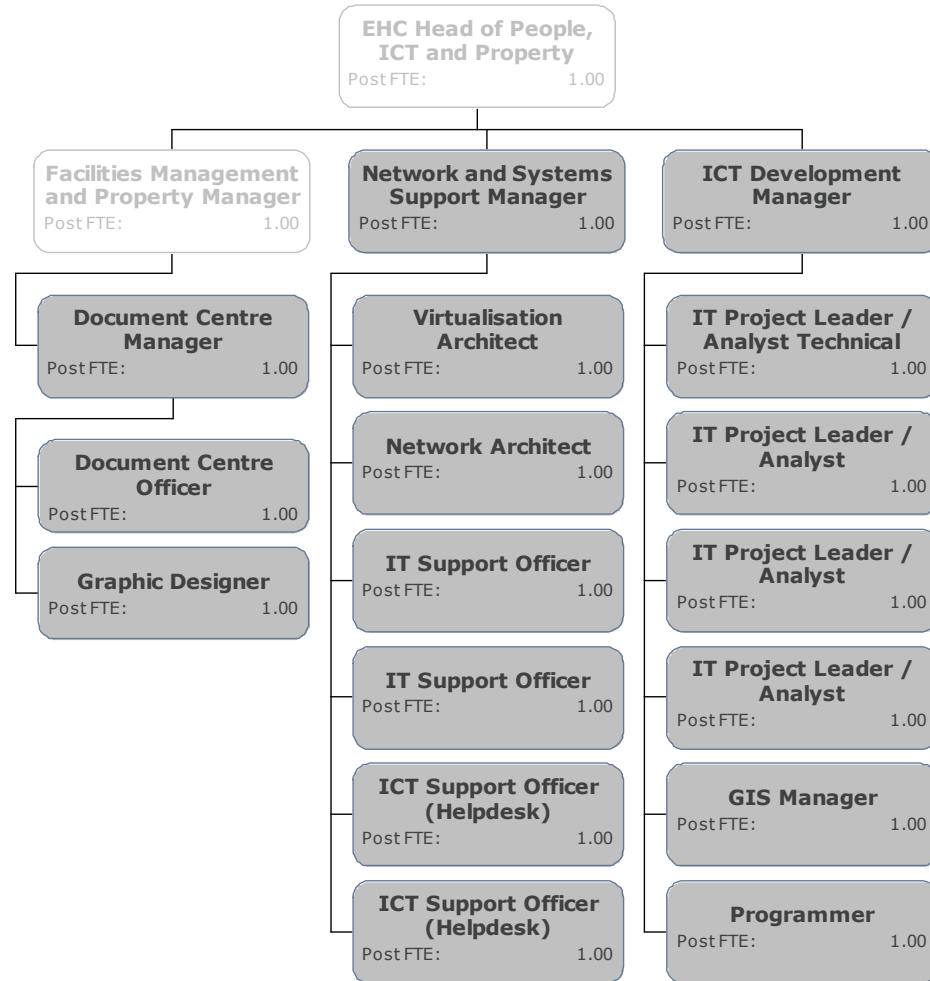 EHC Head of People,
ICT and Property
Post FTE: 1.00
Facilities Management
and Property Manager
Post FTE: 1.00
Network and Systems
Support Manager
Post FTE: 1.00
ICT Development
Manager
Post FTE: 1.00
Document Centre
Manager
Post FTE: 1.00
Document Centre
Officer
Post FTE: 1.00
Graphic Designer
Post FTE: 1.00
Virtualisation
Architect
Post FTE: 1.00
Network Architect
Post FTE: 1.00
IT Support Officer
Post FTE: 1.00
IT Support Officer
Post FTE: 1.00
ICT Support Officer
(Helpdesk)
Post FTE: 1.00
ICT Support Officer
(Helpdesk)
Post FTE: 1.00
IT Project Leader /
Analyst Technical
Post FTE: 1.00
IT Project Leader /
Analyst
Post FTE: 1.00
IT Project Leader /
Analyst
Post FTE: 1.00
IT Project Leader /
Analyst
Post FTE: 1.00
GIS Manager
Post FTE: 1.00
Programmer
Post FTE: 1.00